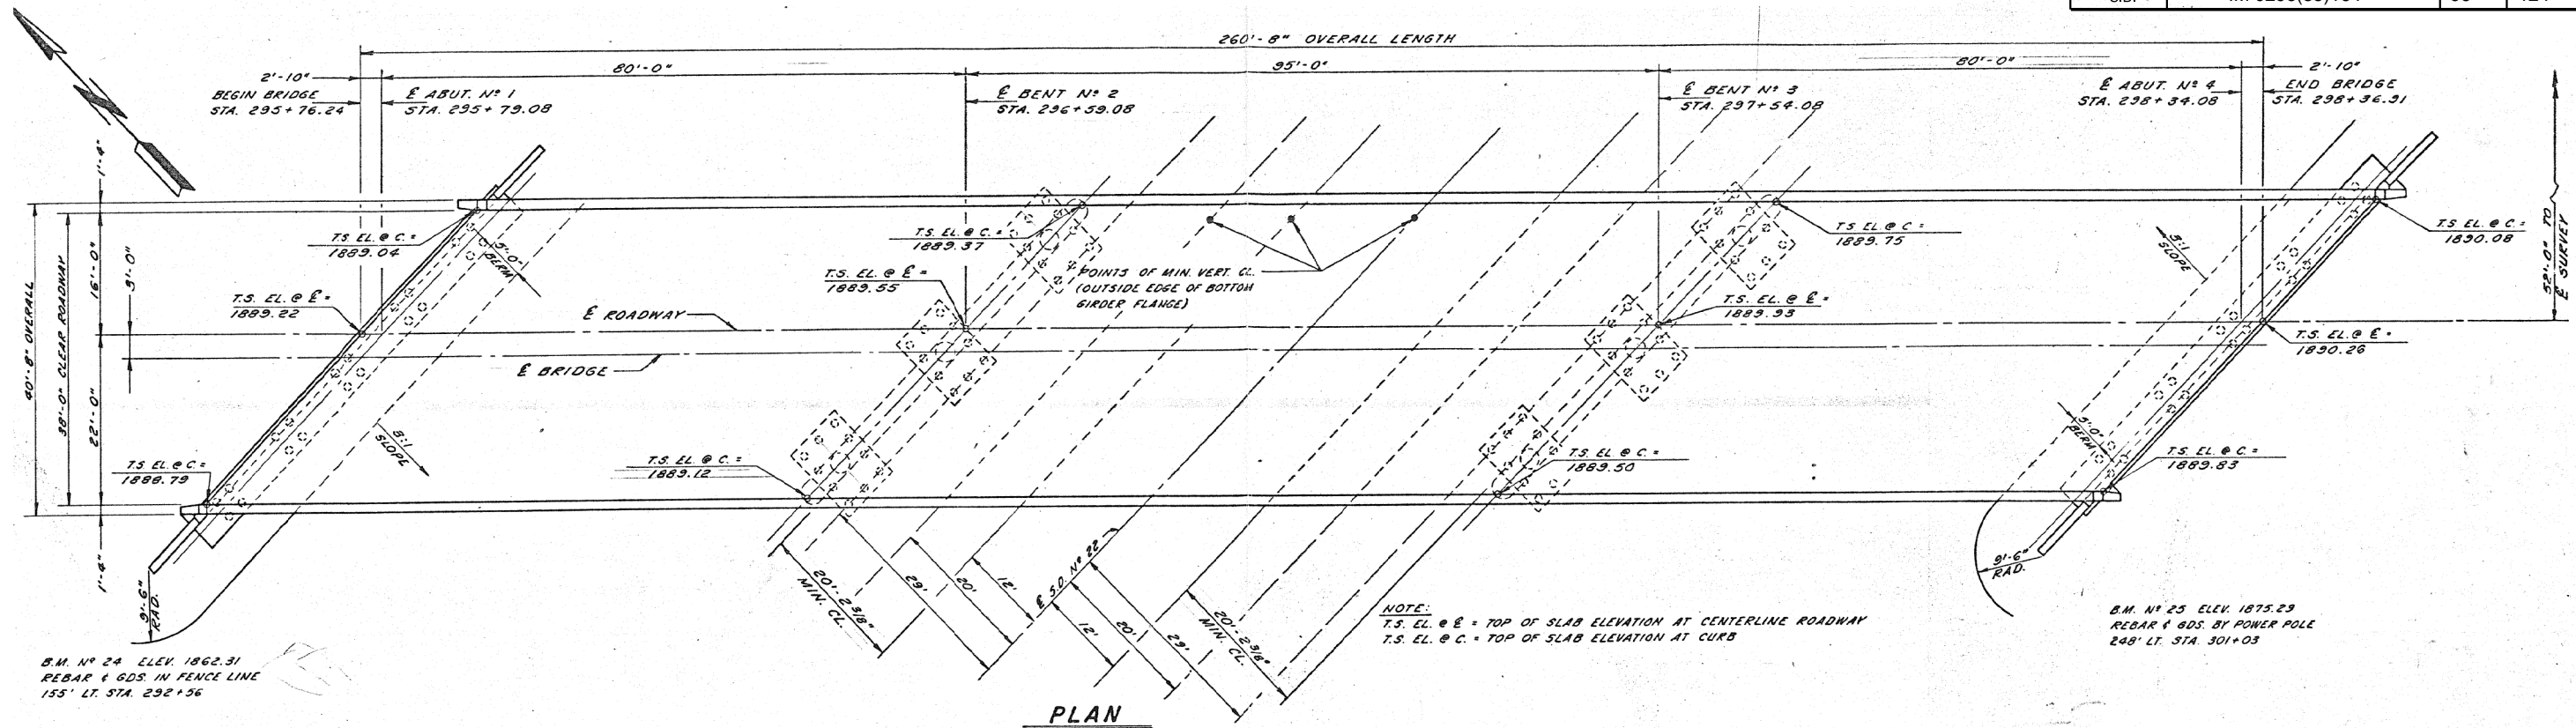 260'-8" OVERALL LENGTH
2'-10"
80'-0"
95'-0"
80'-0"
2'-10"
BEGIN BRIDGE
STA. 295+76.24
℄ ABUT. Nº 1
STA. 295+79.08
℄ BENT Nº 2
STA. 296+59.08
℄ BENT Nº 3
STA. 297+54.08
℄ ABUT. Nº 4
STA. 298+34.08
END BRIDGE
STA. 298+36.91
1'-4"
40'-8" OVERALL
38'-0" CLEAR ROADWAY
16'-0"
3'-0"
22'-0"
1'-4"
52'-0" TO
℄ SURVEY
T.S. EL. @ C. =
1889.04
5'-0"
BERM
T.S. EL. @ C. =
1889.37
T.S. EL. @ C =
1889.75
T.S. EL. @ C. =
1890.08
3:1
SLOPE
T.S. EL. @ ℄ =
1889.22
T.S. EL. @ ℄ =
1889.55
POINTS OF MIN. VERT. CL.
(OUTSIDE EDGE OF BOTTOM
GIRDER FLANGE)
T.S. EL. @ ℄ =
1889.93
T.S. EL. @ ℄ =
1890.26
℄ ROADWAY
℄ BRIDGE
3:1
SLOPE
5'-0"
BERM
T.S. EL. @ C. =
1888.79
T.S. EL. @ C. =
1889.12
T.S. EL. @ C. =
1889.50
T.S. EL. @ C. =
1889.83
9'-6"
RAD.
20'-2 3/8"
MIN. CL.
29'
20'
12'
℄ S.D. Nº 22
12'
20'
29'
20'-2 3/8"
MIN. CL.
9'-6"
RAD.
NOTE:
T.S. EL. @ ℄ = TOP OF SLAB ELEVATION AT CENTERLINE ROADWAY
T.S. EL. @ C. = TOP OF SLAB ELEVATION AT CURB
B.M. Nº 24 ELEV. 1862.31
REBAR & GDS. IN FENCE LINE
155' LT. STA. 292+56
B.M. Nº 25 ELEV. 1875.29
REBAR & GDS. BY POWER POLE
248' LT. STA. 301+03
PLAN